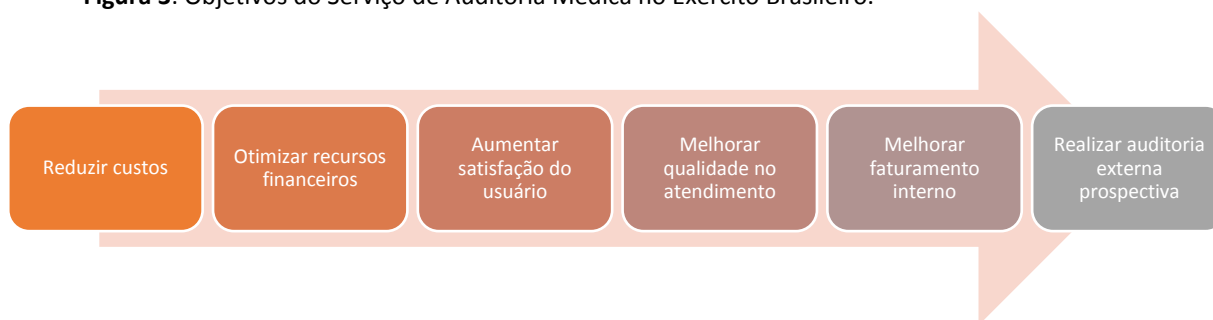 Figura 3: Objetivos do Serviço de Auditoria Médica no Exército Brasileiro.
Reduzir custos
Otimizar recursos
financeiros
Aumentar
satisfação do
usuário
Melhorar
qualidade no
atendimento
Melhorar
faturamento
interno
Realizar auditoria
externa
prospectiva